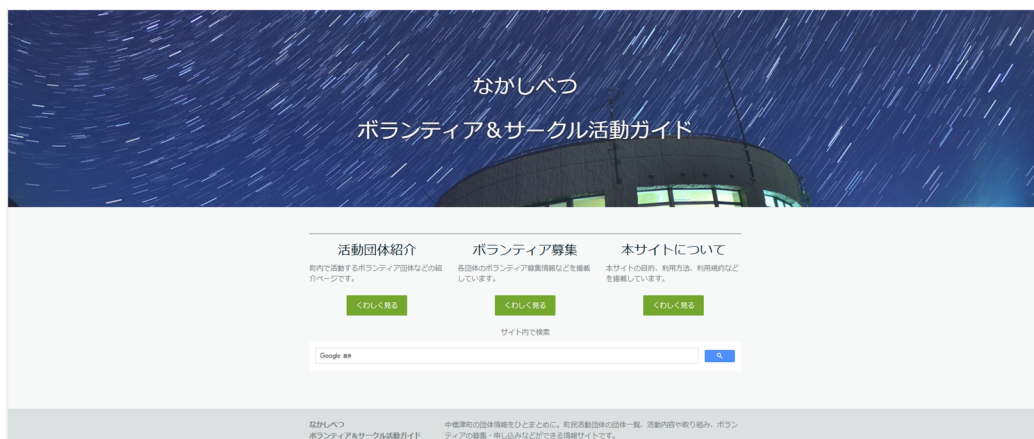 なかしべつ
ボランティア＆サークル活動ガイド
活動団体紹介
町内で活動するボランティア団体などの紹
介ページです。
くわしく見る
ボランティア募集
各団体のボランティア募集情報などを掲載
しています。
くわしく見る
本サイトについて
本サイトの目的、利用方法、利用規約など
を掲載しています。
くわしく見る
サイト内で検索
Google 提供
なかしべつ
ボランティア＆サークル活動ガイド
中標津町の団体情報をひとまとめに。町民活動団体の団体一覧、活動内容や取り組み、ボラン
ティアの募集・申し込みなどができる情報サイトです。